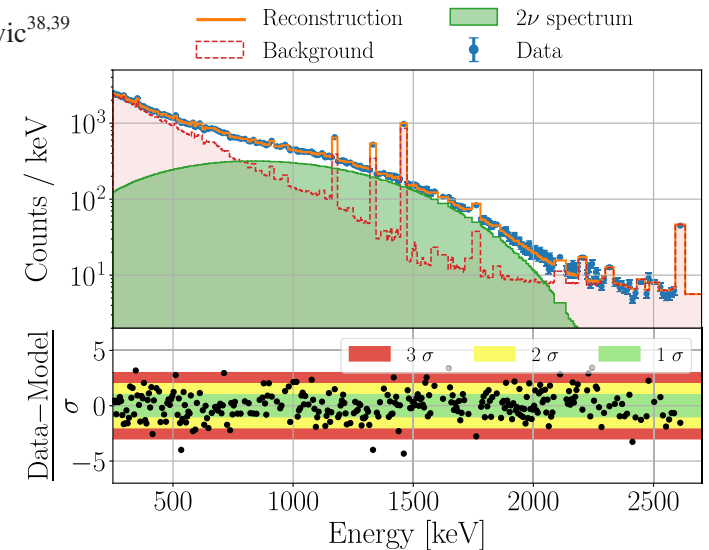 vic38,39
Reconstruction
Background
2ν spectrum
Data
Counts / keV
10³
10²
10¹
3 σ
2 σ
1 σ
Data−Model
σ
5
0
−5
500
1000
1500
2000
2500
Energy [keV]